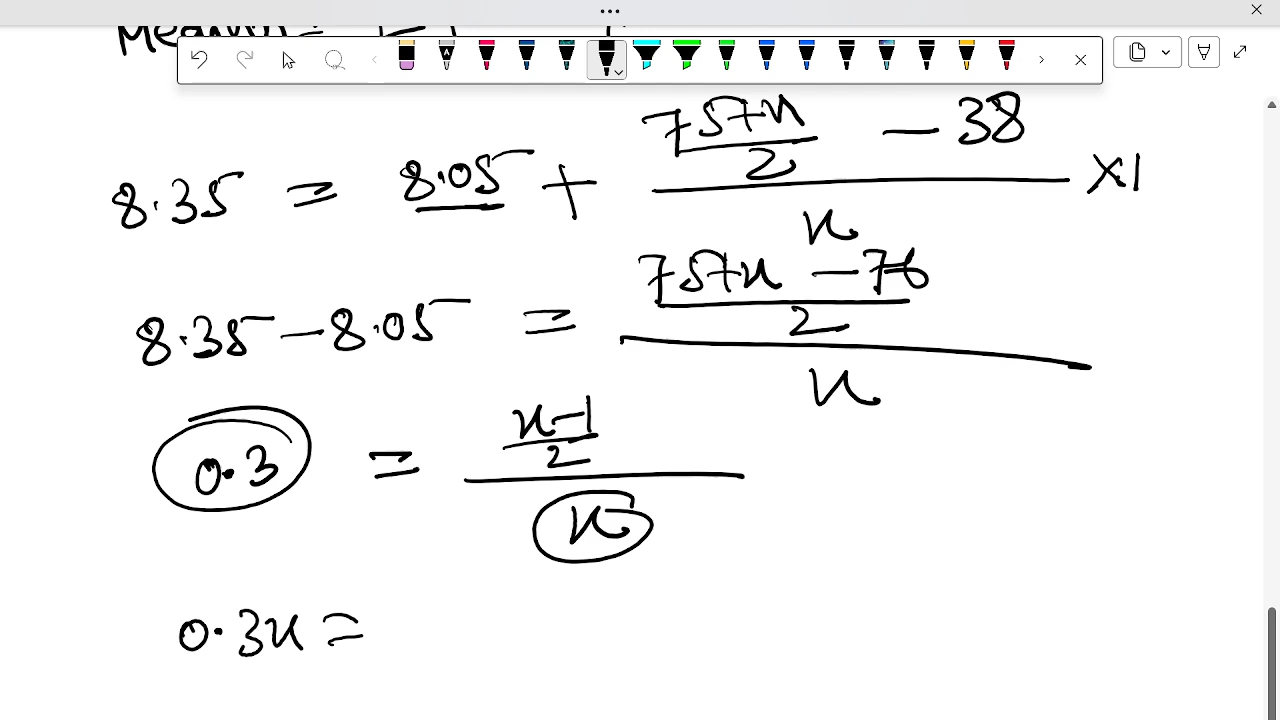 Median =
8.35 = 8.05 + ((75+x)/2 - 38)/x × 1
8.35 - 8.05 = ((75+x - 76)/2)/x
0.3 = ((x-1)/2)/x
0.3x =